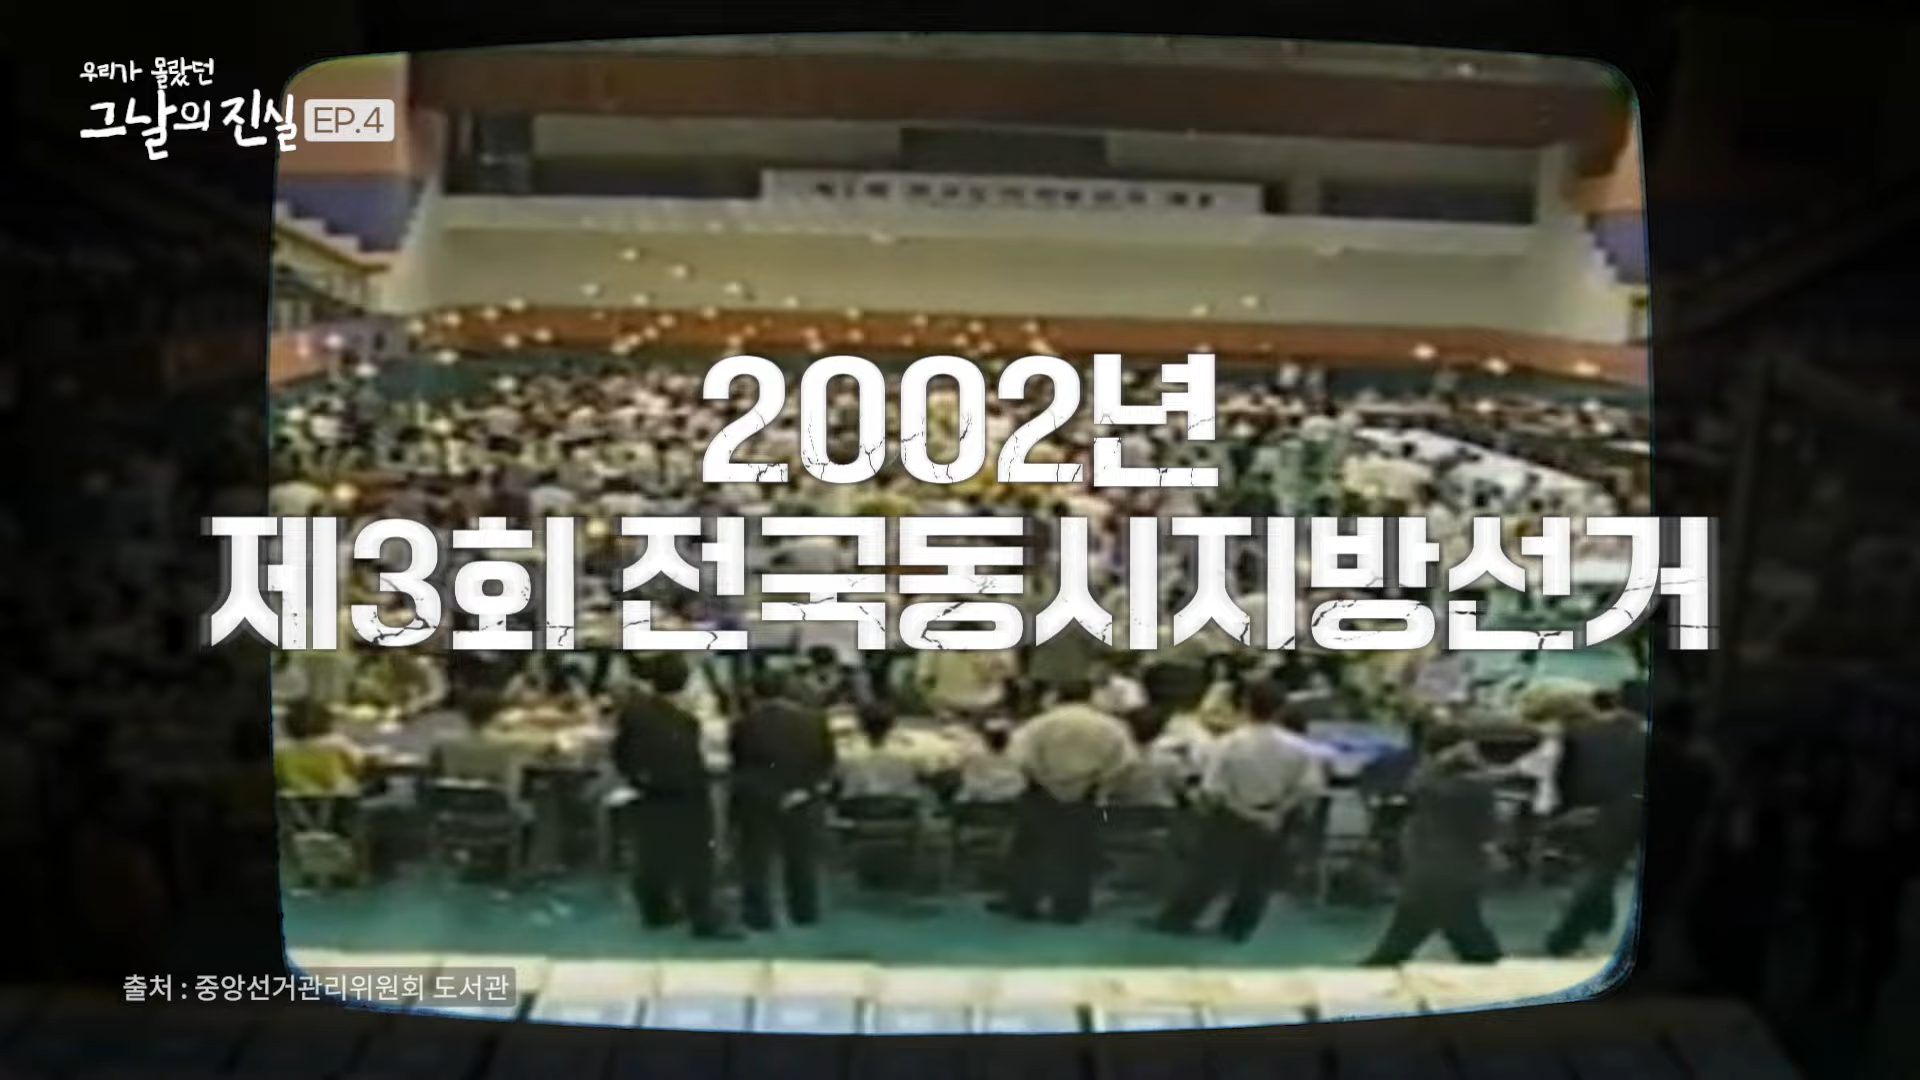 우리가 몰랐던
그날의 진실 EP.4
2002년
제3회 전국동시지방선거
출처 : 중앙선거관리위원회 도서관